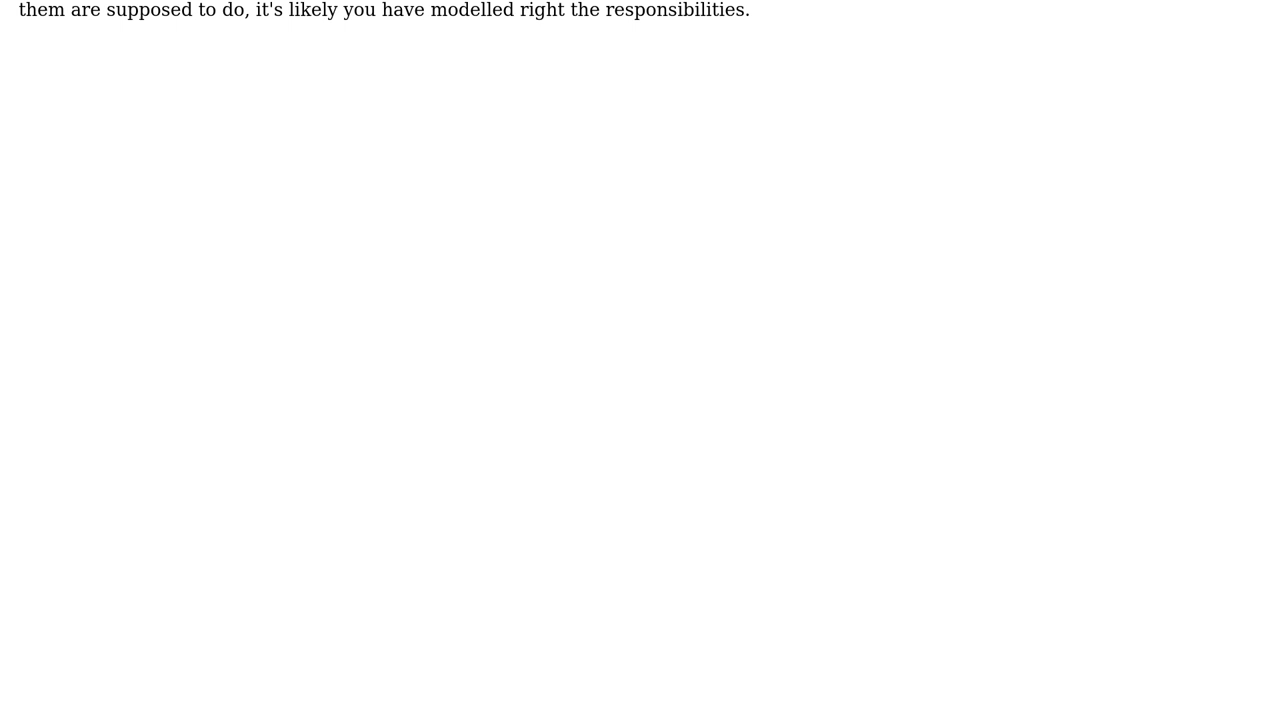 them are supposed to do, it's likely you have modelled right the responsibilities.